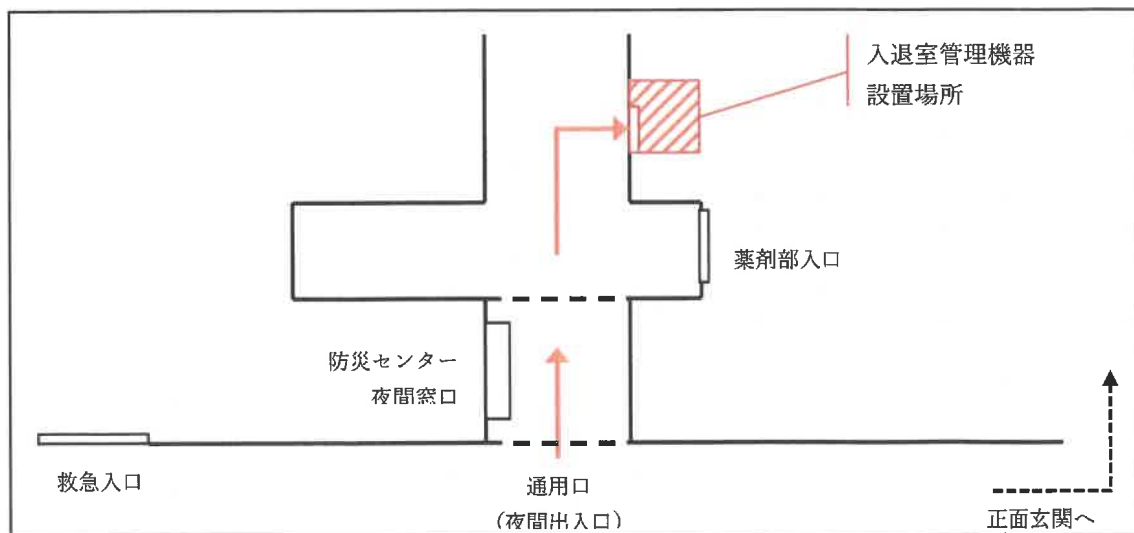 入退室管理機器
設置場所
薬剤部入口
防災センター
夜間窓口
救急入口
通用口
（夜間出入口）
正面玄関へ